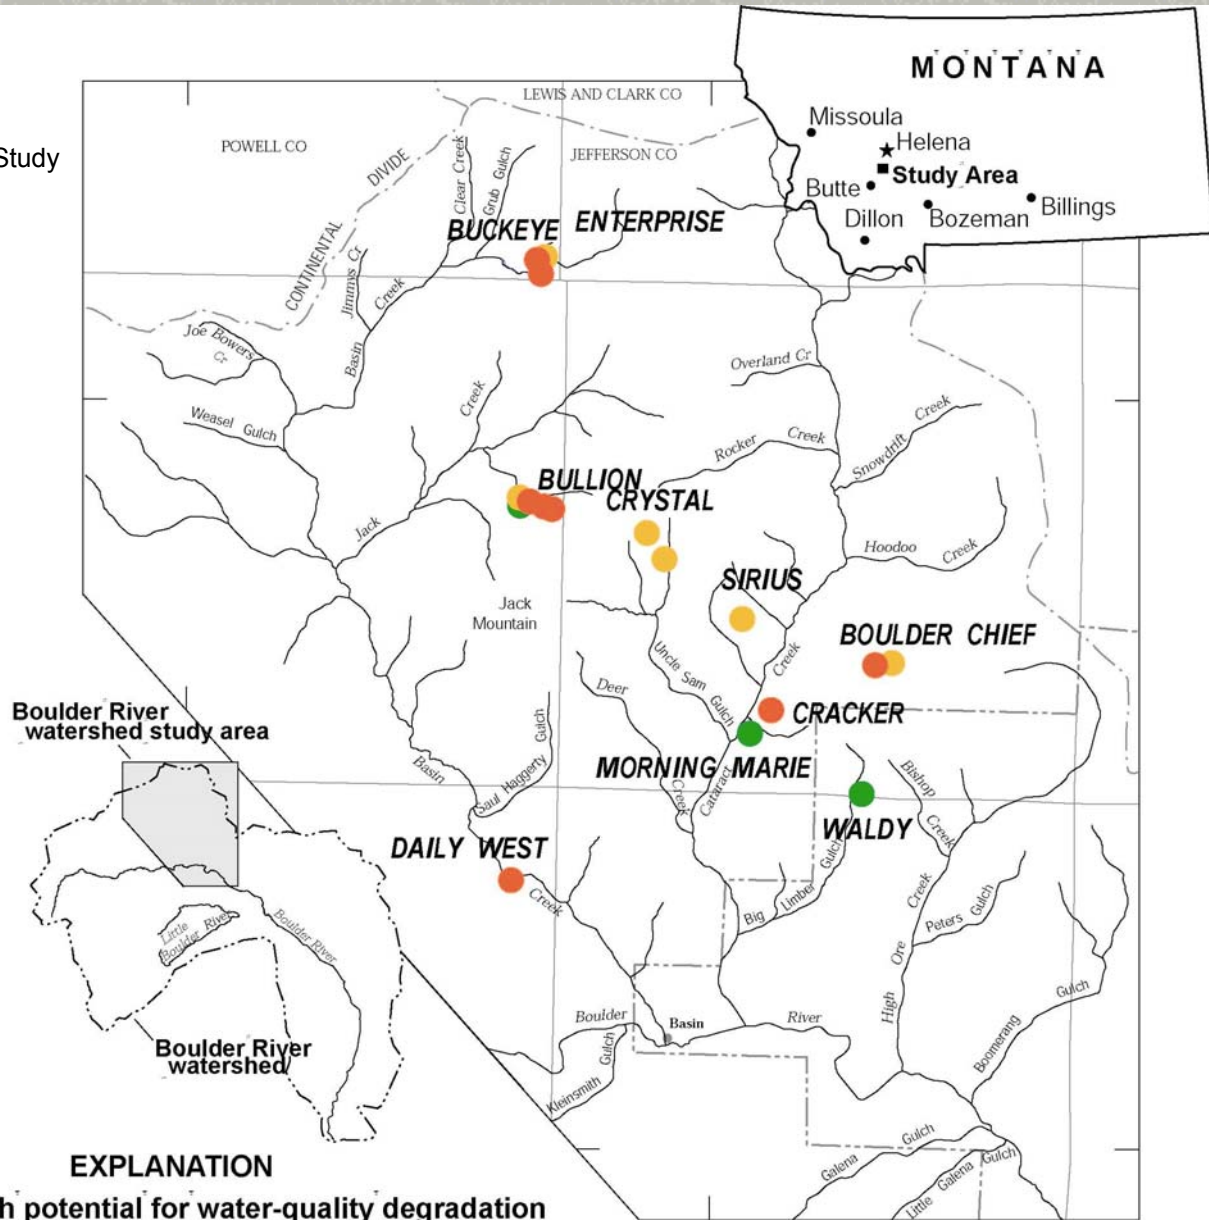 MONTANA
Missoula
Helena
Study Area
Butte
Dillon
Bozeman
Billings
Study
LEWIS AND CLARK CO
POWELL CO
JEFFERSON CO
CONTINENTAL DIVIDE
Clear Creek
Grub Gulch
BUCKEYE
ENTERPRISE
Jimmys Cr
Basin Creek
Joe Bowers Cr
Overland Cr
Creek
Weasel Gulch
Snowdrift Creek
Rocker Creek
BULLION
CRYSTAL
Jack
Hoodoo Creek
SIRIUS
Jack
Mountain
BOULDER CHIEF
Uncle Sam Gulch
Creek
Deer
Creek
CRACKER
MORNING MARIE
Cataract
Boulder River
watershed study area
Basin
Saul Haggerty Gulch
Bishop Creek
WALDY
DAILY WEST
Creek
Big Limber Gulch
Peters Gulch
High Ore Creek
Little
Boulder River
Boulder River
Boulder
Basin
River
Gulch
Boomerang
Kleinsmith Gulch
Boulder River
watershed
Galena Gulch
Little Galena Gulch
EXPLANATION
h potential for water-quality degradation